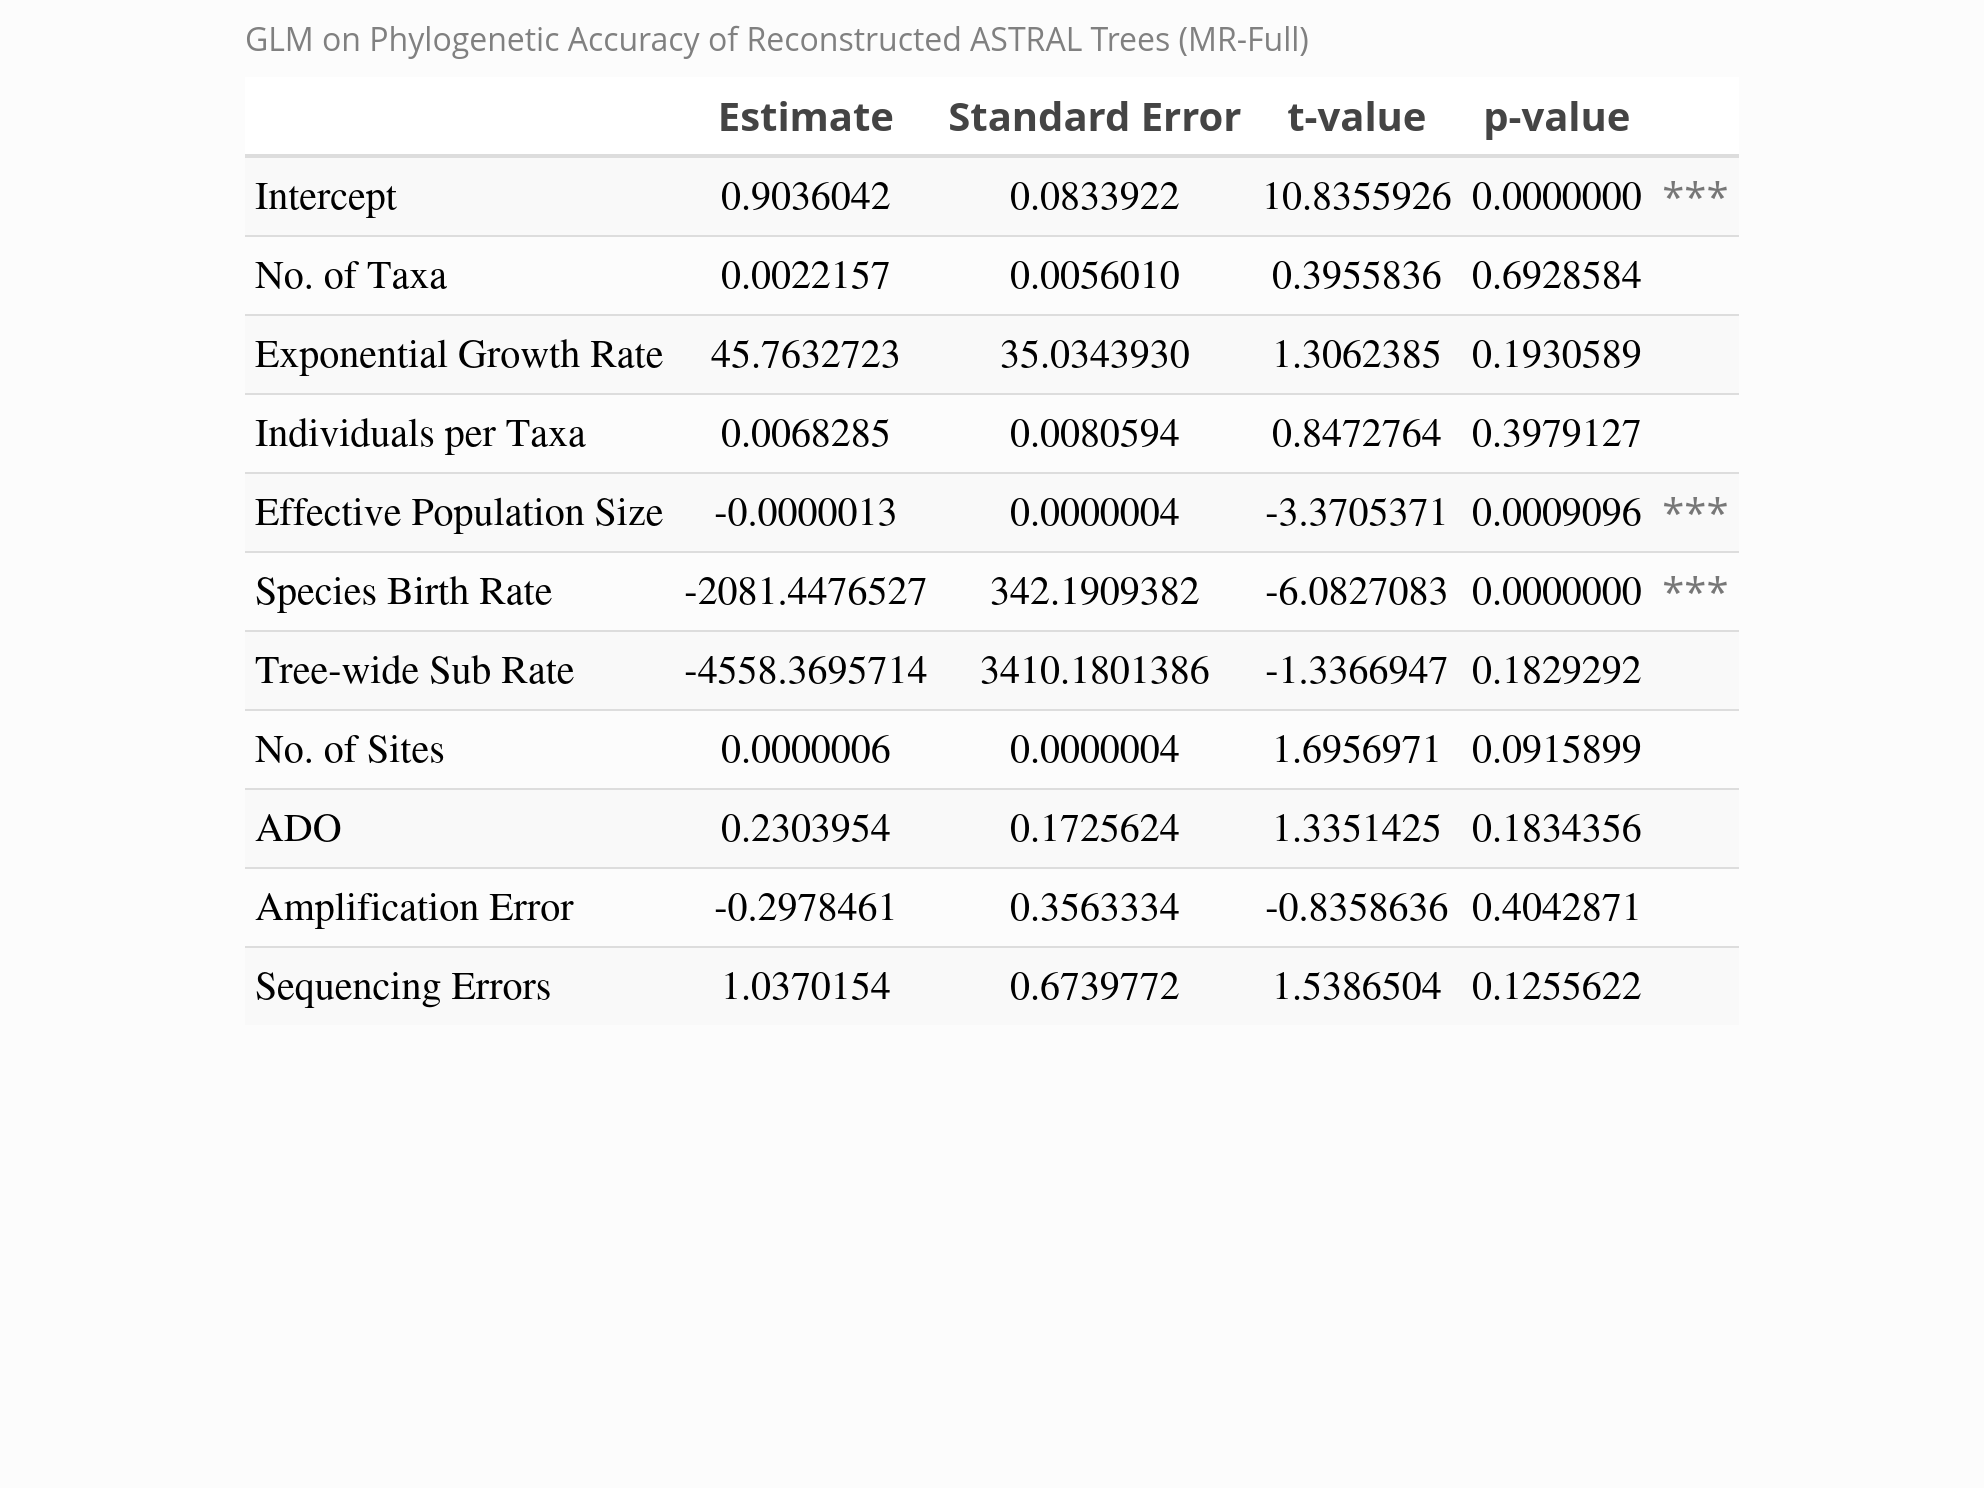 GLM on Phylogenetic Accuracy of Reconstructed ASTRAL Trees (MR-Full)
Estimate Standard Error t-value p-value
Intercept 0.9036042 0.0833922 10.8355926 0.0000000 ***
No. of Taxa 0.0022157 0.0056010 0.3955836 0.6928584
Exponential Growth Rate 45.7632723 35.0343930 1.3062385 0.1930589
Individuals per Taxa 0.0068285 0.0080594 0.8472764 0.3979127
Effective Population Size -0.0000013 0.0000004 -3.3705371 0.0009096 ***
Species Birth Rate -2081.4476527 342.1909382 -6.0827083 0.0000000 ***
Tree-wide Sub Rate -4558.3695714 3410.1801386 -1.3366947 0.1829292
No. of Sites 0.0000006 0.0000004 1.6956971 0.0915899
ADO 0.2303954 0.1725624 1.3351425 0.1834356
Amplification Error -0.2978461 0.3563334 -0.8358636 0.4042871
Sequencing Errors 1.0370154 0.6739772 1.5386504 0.1255622